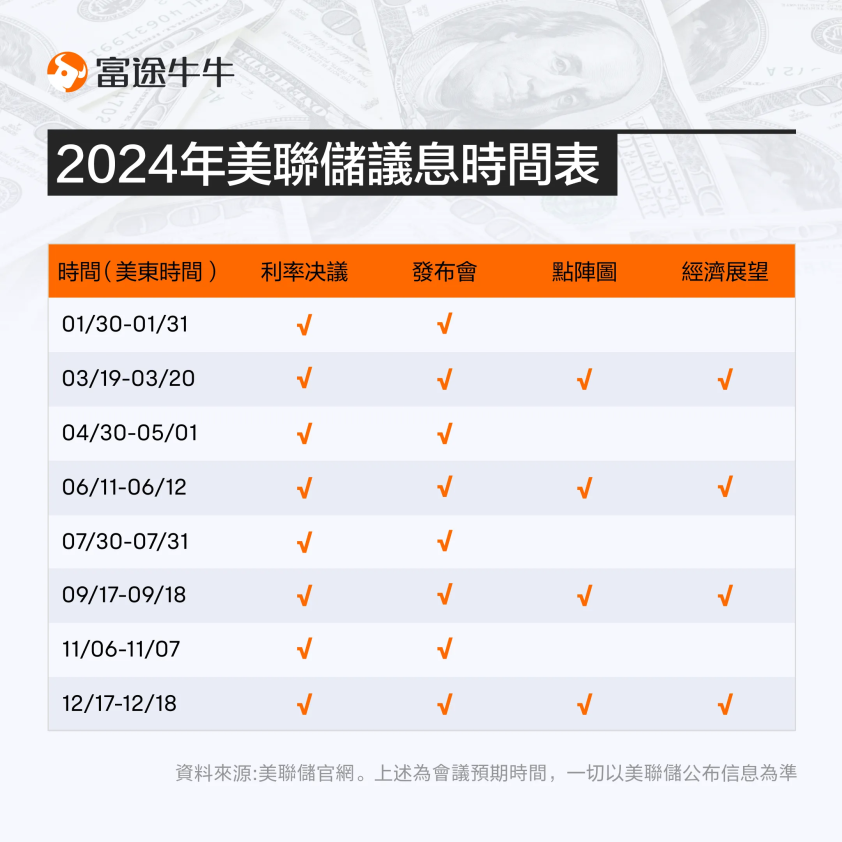 富途牛牛
2024年美聯儲議息時間表
時間(美東時間) 利率决議 發布會 點陣圖 經濟展望
01/30-01/31 √ √
03/19-03/20 √ √ √ √
04/30-05/01 √ √
06/11-06/12 √ √ √ √
07/30-07/31 √ √
09/17-09/18 √ √ √ √
11/06-11/07 √ √
12/17-12/18 √ √ √ √
資料來源:美聯儲官網。上述為會議預期時間，一切以美聯儲公布信息為準